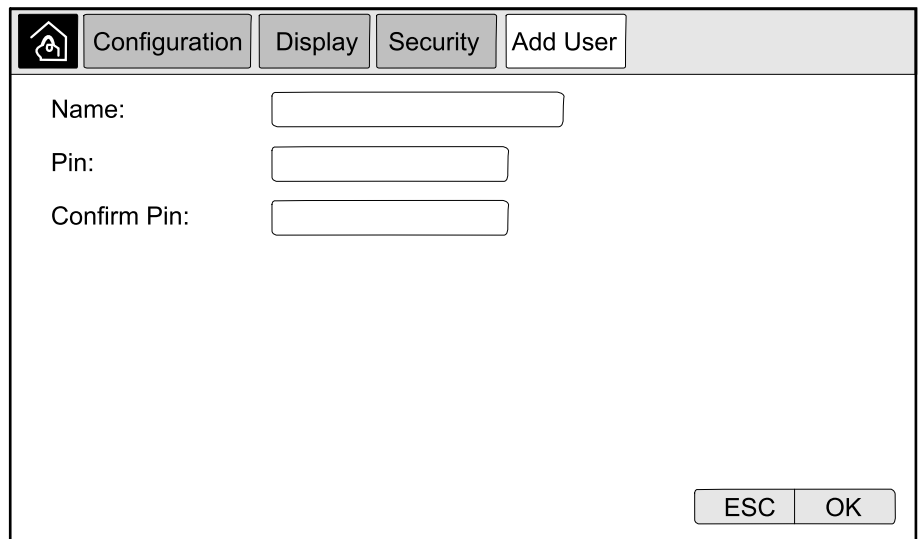 Configuration Display Security Add User
Name:
Pin:
Confirm Pin:
ESC OK